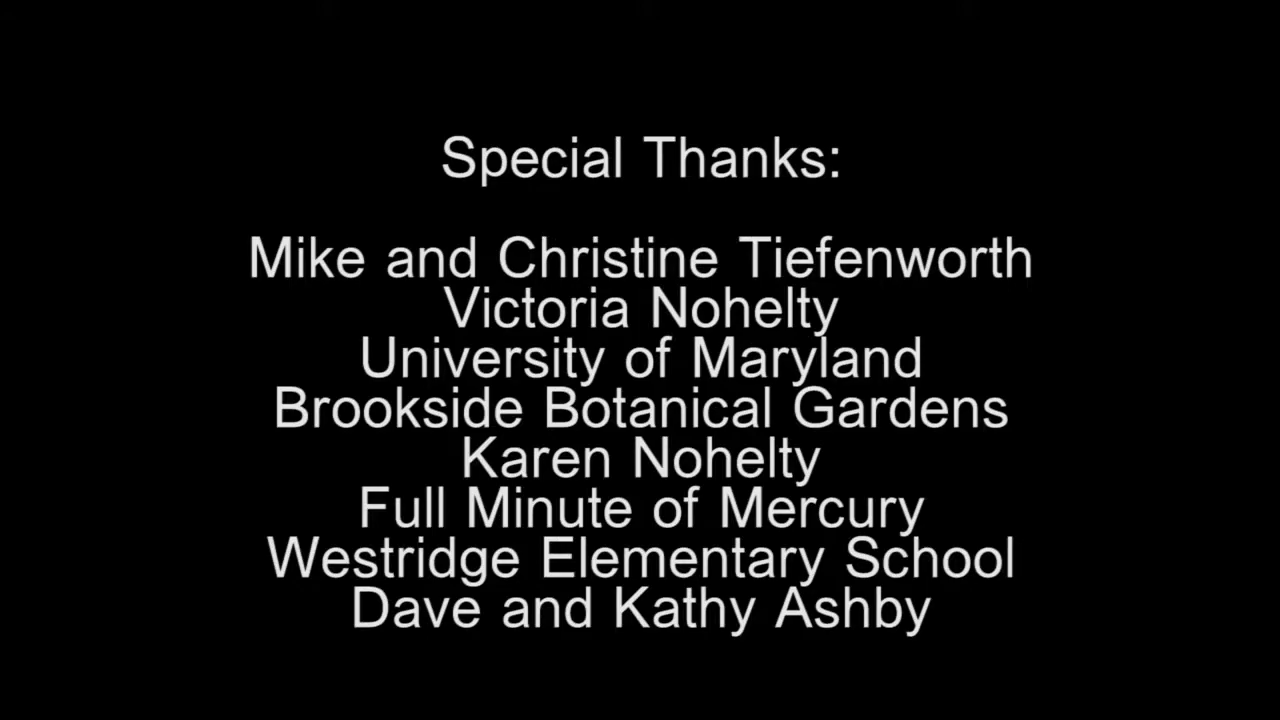 Special Thanks:
Mike and Christine Tiefenworth
Victoria Nohelty
University of Maryland
Brookside Botanical Gardens
Karen Nohelty
Full Minute of Mercury
Westridge Elementary School
Dave and Kathy Ashby